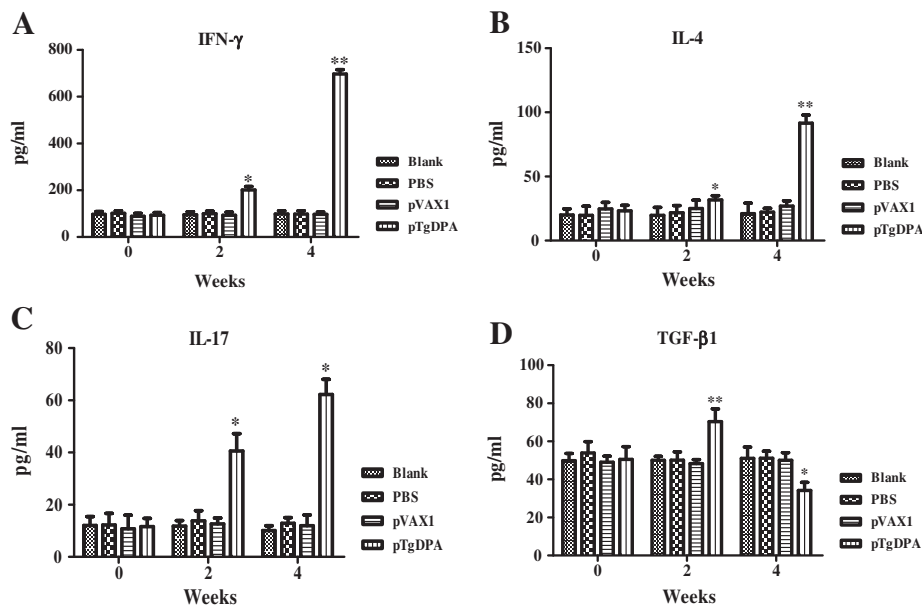 A
IFN-γ
pg/ml
800
600
400
200
0
0 2 4
Weeks
Blank
PBS
pVAX1
pTgDPA
*
**
B
IL-4
pg/ml
150
100
50
0
0 2 4
Weeks
Blank
PBS
pVAX1
pTgDPA
*
**
C
IL-17
pg/ml
80
60
40
20
0
0 2 4
Weeks
Blank
PBS
pVAX1
pTgDPA
*
*
D
TGF-β1
pg/ml
100
80
60
40
20
0
0 2 4
Weeks
Blank
PBS
pVAX1
pTgDPA
**
*